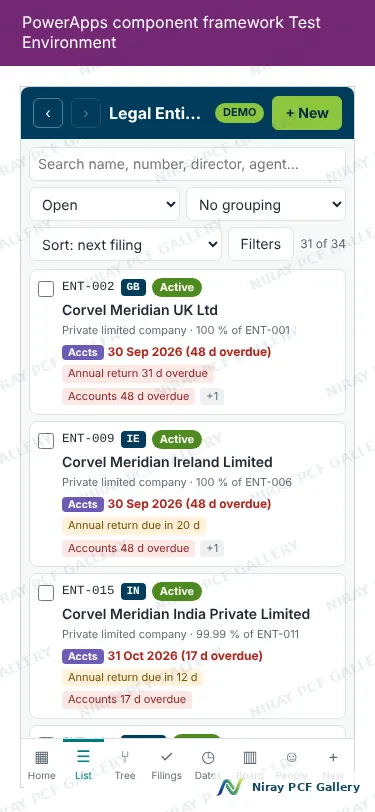 PowerApps component framework Test
Environment
‹ › Legal Enti... DEMO + New
Search name, number, director, agent...
Open No grouping
Sort: next filing Filters 31 of 34
ENT-002 GB Active
Corvel Meridian UK Ltd
Private limited company · 100 % of ENT-001
Accts 30 Sep 2026 (48 d overdue)
Annual return 31 d overdue
Accounts 48 d overdue +1
ENT-009 IE Active
Corvel Meridian Ireland Limited
Private limited company · 100 % of ENT-006
Accts 30 Sep 2026 (48 d overdue)
Annual return due in 20 d
Accounts 48 d overdue +1
ENT-015 IN Active
Corvel Meridian India Private Limited
Private limited company · 99.99 % of ENT-011
Accts 31 Oct 2026 (17 d overdue)
Annual return due in 12 d
Accounts 17 d overdue
Home List Tree Filings Dates Board People New
Niray PCF Gallery
NIRAY PCF GALLERY